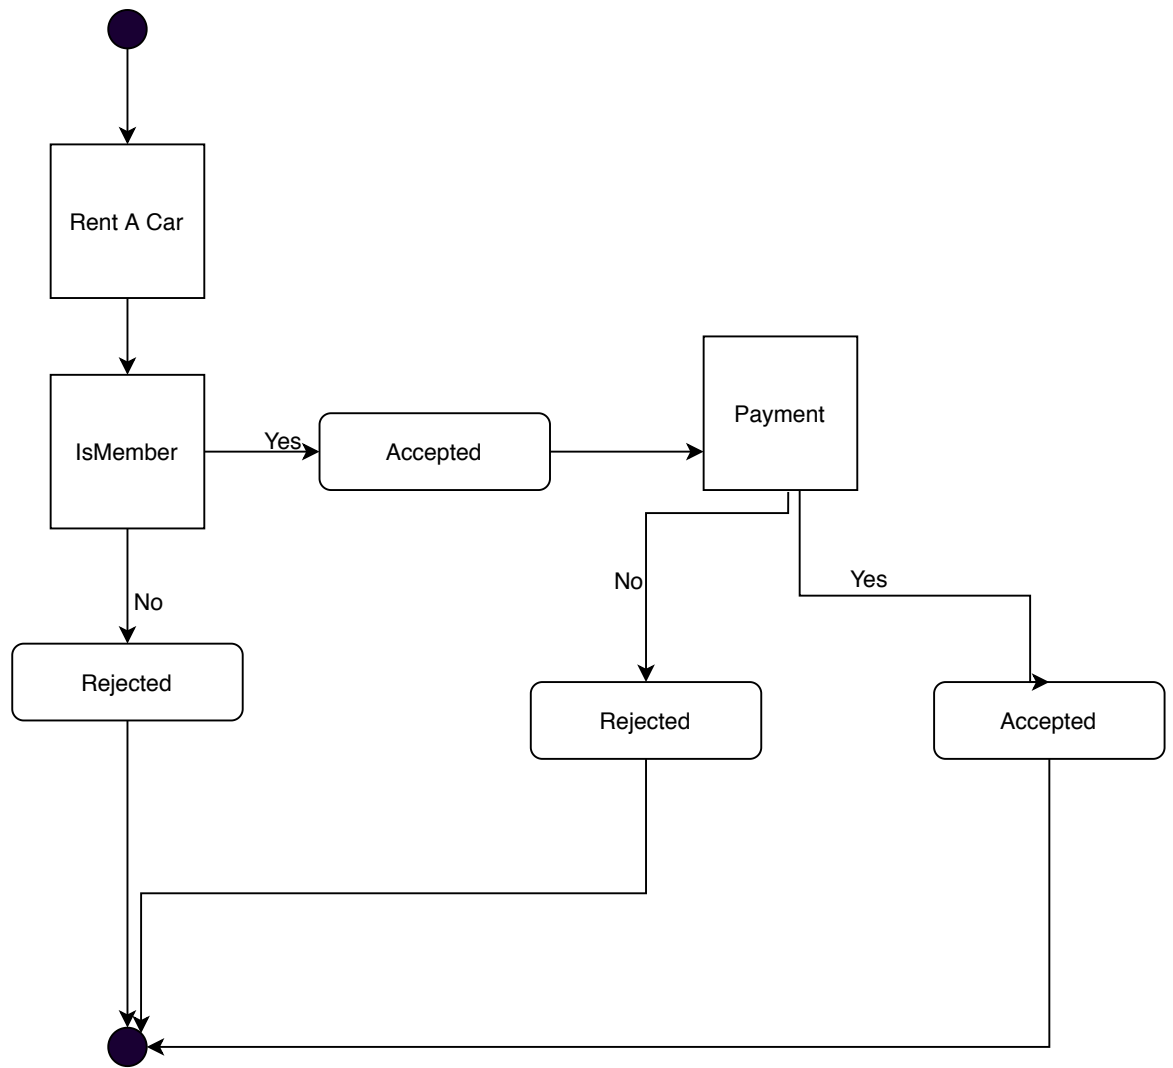 Rent A Car
Payment
IsMember
Yes
Accepted
No
Yes
No
Rejected
Rejected
Accepted